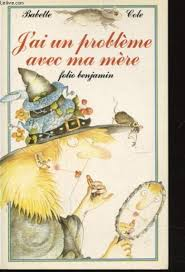 Babette Cole
J'ai un problème
avec ma mère
folio benjamin